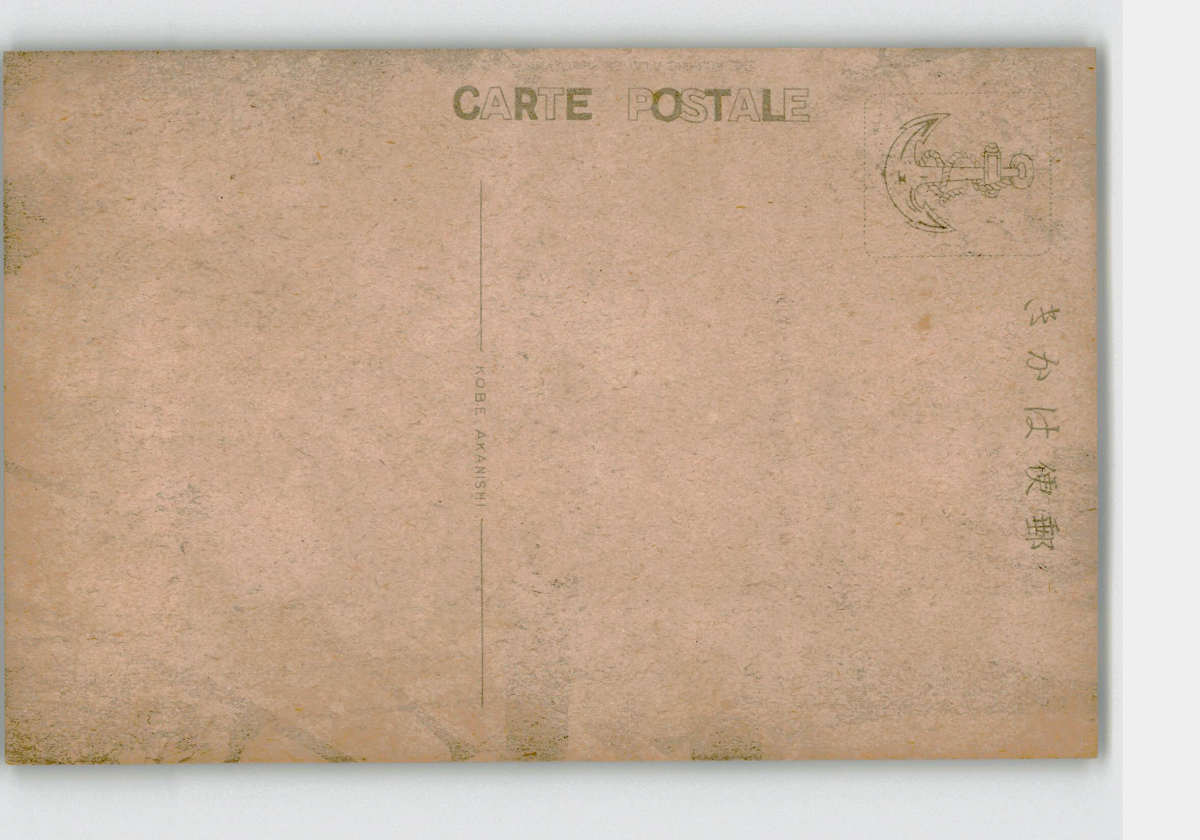 CARTE POSTALE
郵便はかき
KOBE AKANISHI